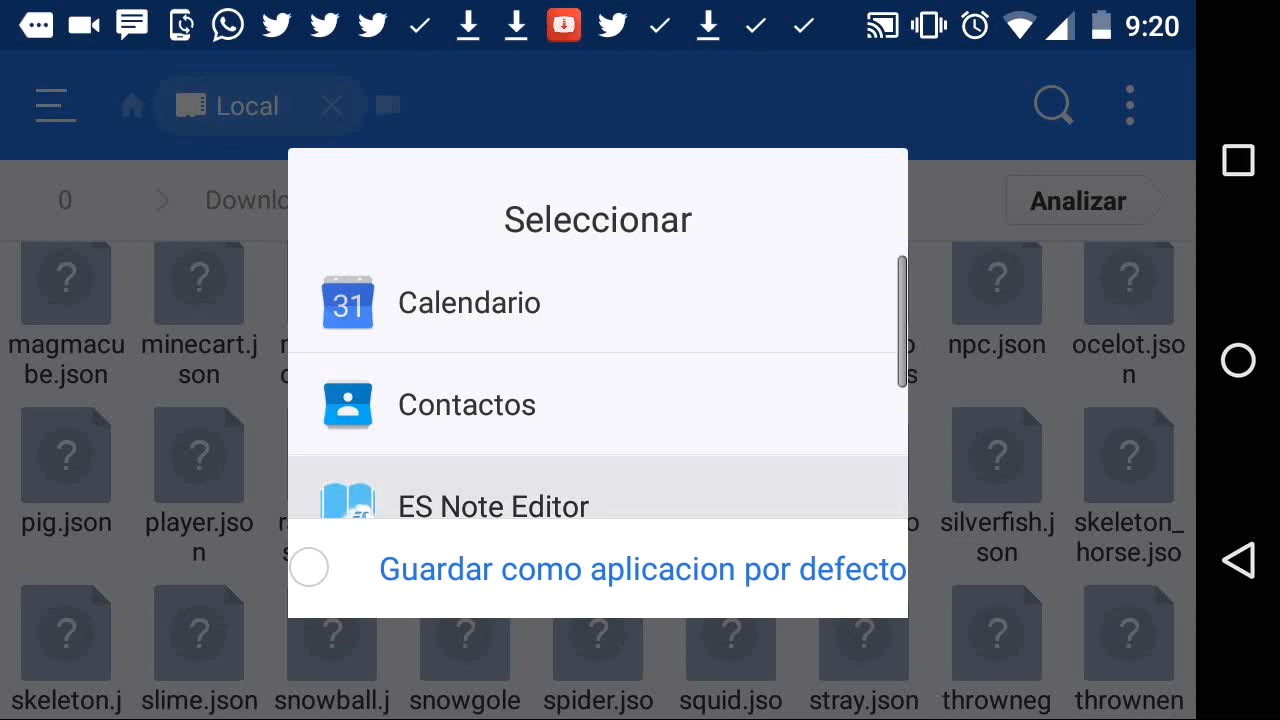 9:20
Local
0
Downlo
Analizar
Seleccionar
31
Calendario
Contactos
ES Note Editor
Guardar como aplicacion por defecto
magmacu
be.json
minecart.j
son
npc.json
ocelot.jso
n
pig.json
player.jso
n
silverfish.j
son
skeleton_
horse.jso
skeleton.j
slime.json
snowball.j
snowgole
spider.jso
squid.jso
stray.json
throwneg
thrownen